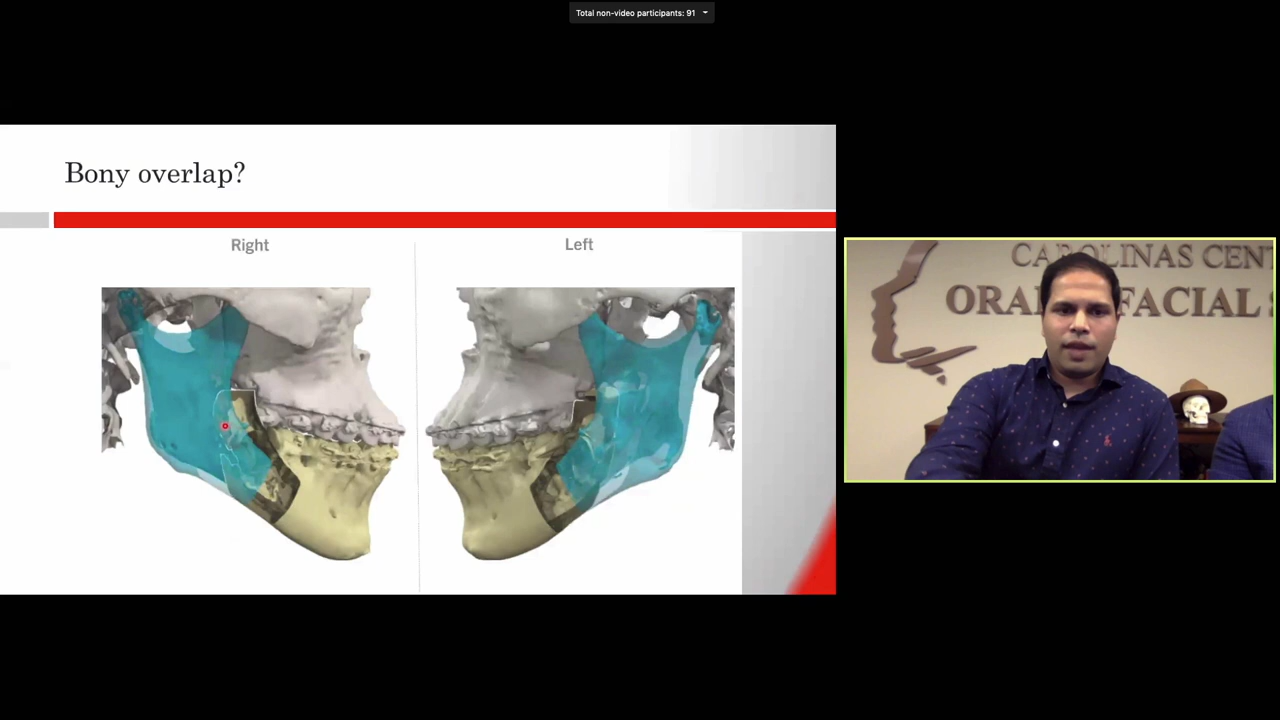 Total non-video participants: 91
Bony overlap?
Right
Left
CAROLINAS CENT
ORAL FACIAL S